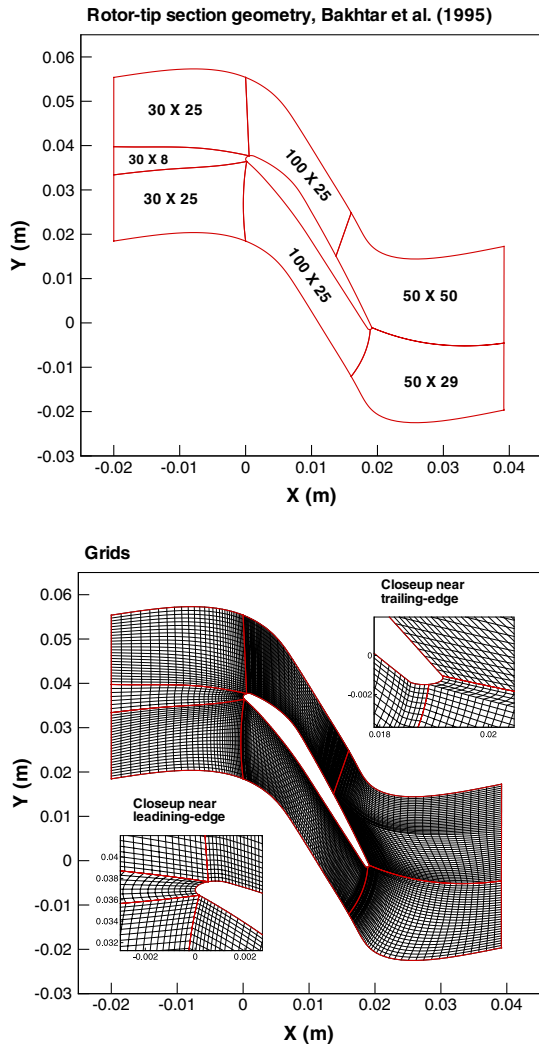 Rotor-tip section geometry, Bakhtar et al. (1995)
0.06
0.05
0.04
0.03
0.02
0.01
0
-0.01
-0.02
-0.03
Y (m)
30 X 25
30 X 8
30 X 25
100 X 25
100 X 25
50 X 50
50 X 29
-0.02 -0.01 0 0.01 0.02 0.03 0.04
X (m)
Grids
0.06
0.05
0.04
0.03
0.02
0.01
0
-0.01
-0.02
-0.03
Y (m)
Closeup near
trailing-edge
0
-0.002
0.018 0.02
Closeup near
leadining-edge
0.04
0.038
0.036
0.034
0.032
-0.002 0 0.002
-0.02 -0.01 0 0.01 0.02 0.03 0.04
X (m)